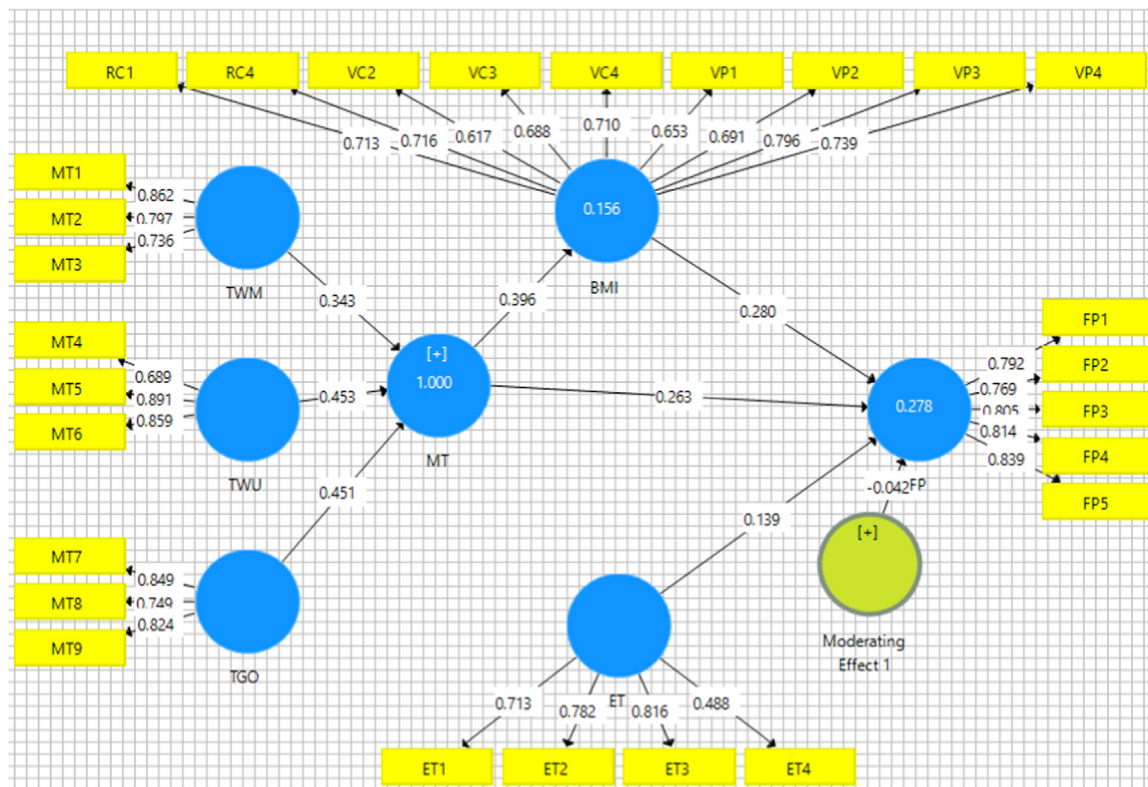 RC1 RC4 VC2 VC3 VC4 VP1 VP2 VP3 VP4
0.713 0.716 0.617 0.688 0.710 0.653 0.691 0.796 0.739
MT1
MT2
MT3
0.862
0.797
0.736
TWM
0.156
BMI
0.343
0.396
0.280
MT4
MT5
MT6
0.689
0.891
0.859
TWU
0.453
[+]
1.000
MT
0.263
0.278
FP
0.792
0.769
0.805
0.814
0.839
FP1
FP2
FP3
FP4
FP5
0.451
-0.042
0.139
[+]
Moderating
Effect 1
MT7
MT8
MT9
0.849
0.749
0.824
TGO
ET
0.713 0.782 0.816 0.488
ET1 ET2 ET3 ET4